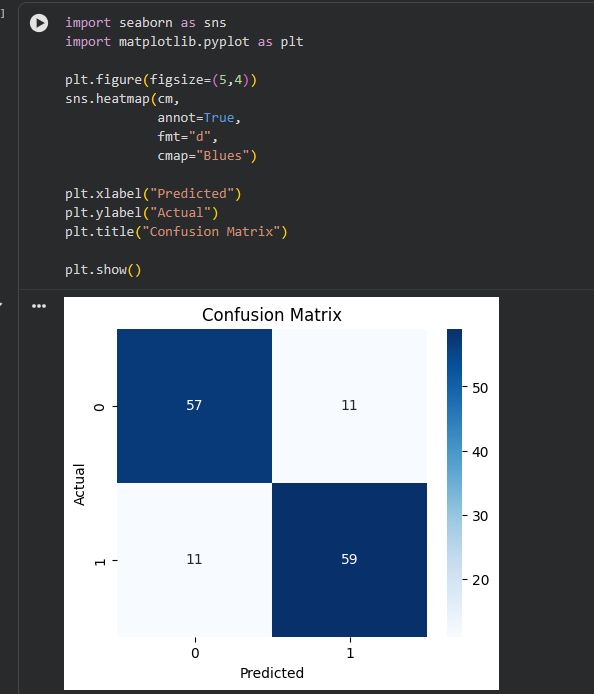 ]
import seaborn as sns
import matplotlib.pyplot as plt
plt.figure(figsize=(5,4))
sns.heatmap(cm,
            annot=True,
            fmt="d",
            cmap="Blues")
plt.xlabel("Predicted")
plt.ylabel("Actual")
plt.title("Confusion Matrix")
plt.show()
Confusion Matrix
57 11
11 59
0
1
Actual
0 1
Predicted
50
40
30
20